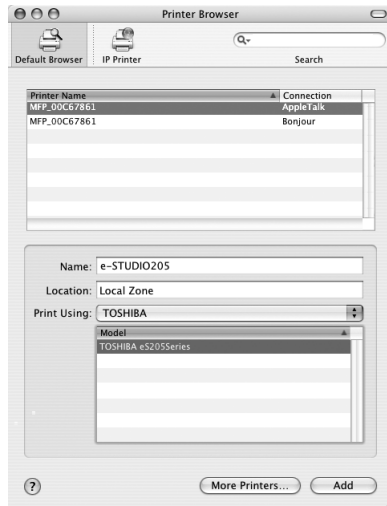 Printer Browser
Default Browser
IP Printer
Search
Printer Name Connection
MFP_00C67861 AppleTalk
MFP_00C67861 Bonjour
Name: e-STUDIO205
Location: Local Zone
Print Using: TOSHIBA
Model
TOSHIBA eS205Series
? More Printers... Add